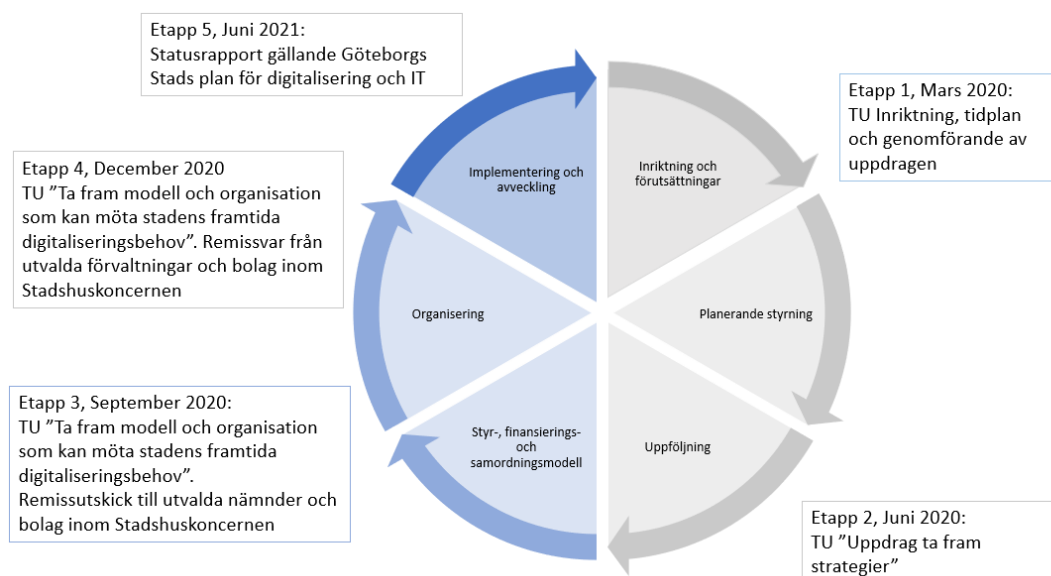 Etapp 5, Juni 2021:
Statusrapport gällande Göteborgs
Stads plan för digitalisering och IT
Etapp 1, Mars 2020:
TU Inriktning, tidplan
och genomförande av
uppdragen
Etapp 4, December 2020
TU ”Ta fram modell och organisation
som kan möta stadens framtida
digitaliseringsbehov”. Remissvar från
utvalda förvaltningar och bolag inom
Stadshuskoncernen
Implementering och
avveckling
Inriktning och
förutsättningar
Organisering
Planerande styrning
Etapp 3, September 2020:
TU ”Ta fram modell och organisation
som kan möta stadens framtida
digitaliseringsbehov”.
Remissutskick till utvalda nämnder och
bolag inom Stadshuskoncernen
Styr-, finansierings-
och
samordningsmodell
Uppföljning
Etapp 2, Juni 2020:
TU ”Uppdrag ta fram
strategier”